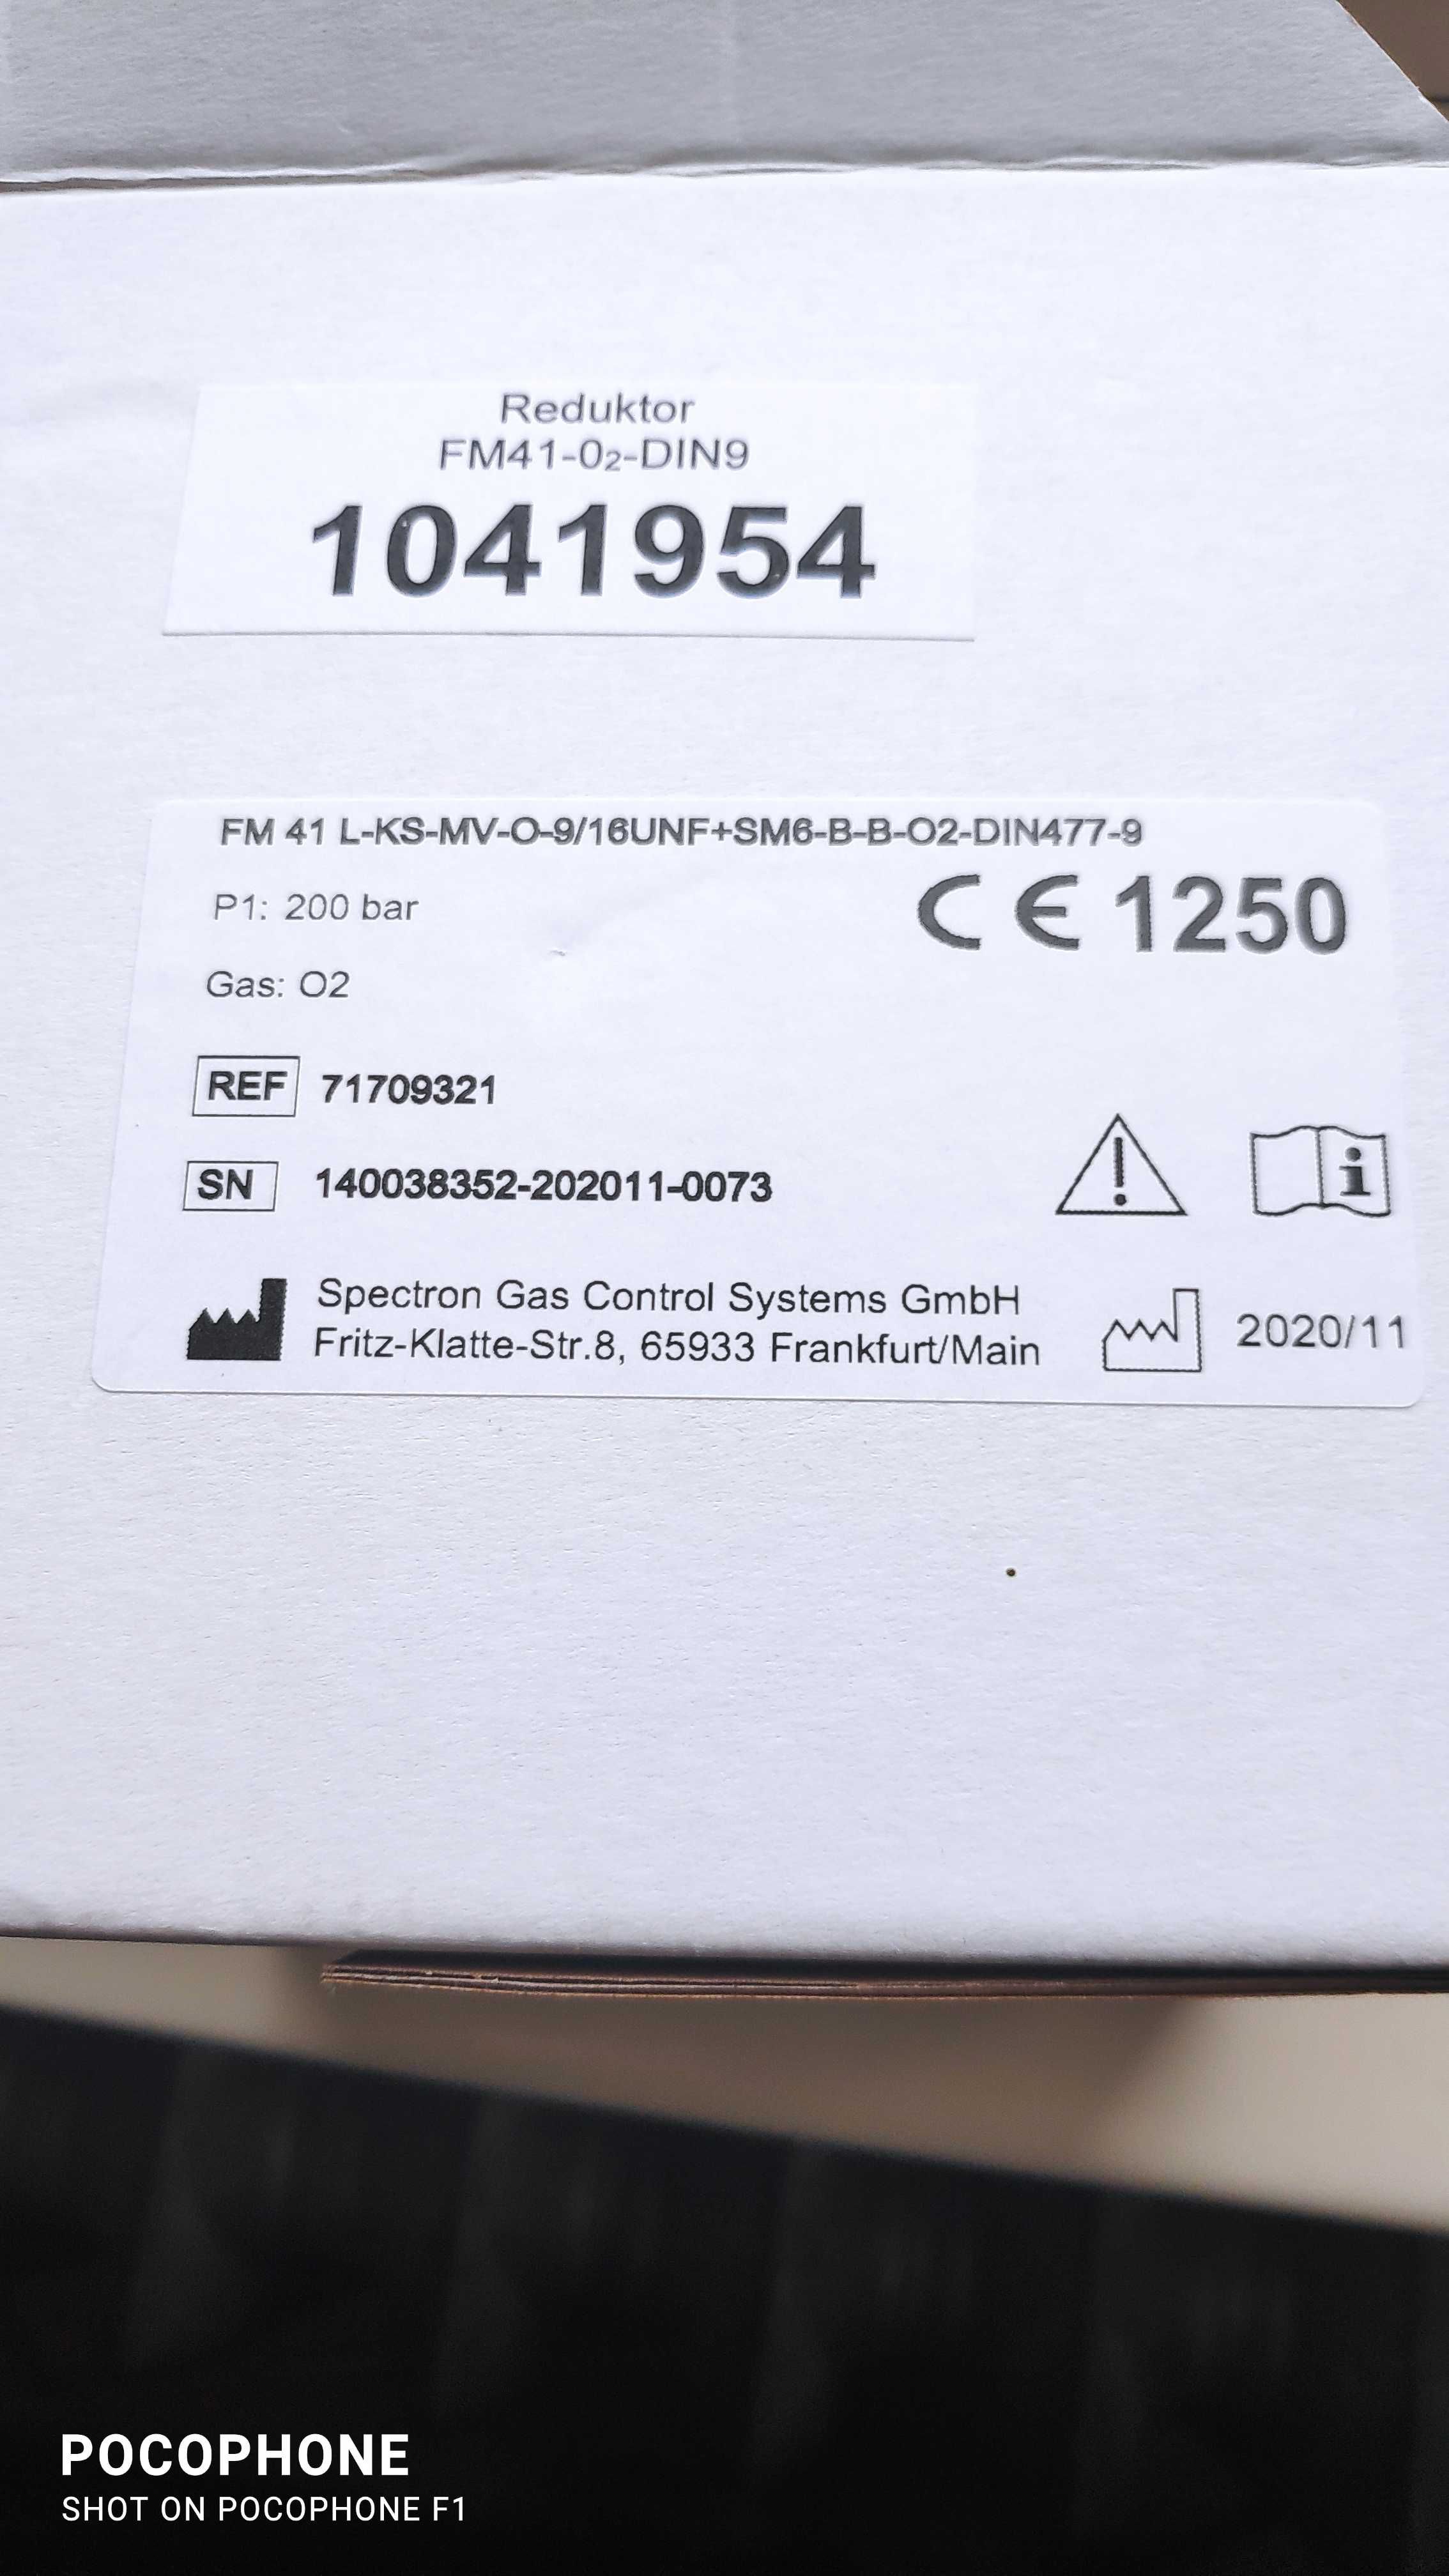 Reduktor
FM41-0₂-DIN9
1041954
FM 41 L-KS-MV-O-9/16UNF+SM6-B-B-O2-DIN477-9
P1: 200 bar
CE 1250
Gas: O2
REF 71709321
SN 140038352-202011-0073
Spectron Gas Control Systems GmbH
Fritz-Klatte-Str.8, 65933 Frankfurt/Main
2020/11
POCOPHONE
SHOT ON POCOPHONE F1